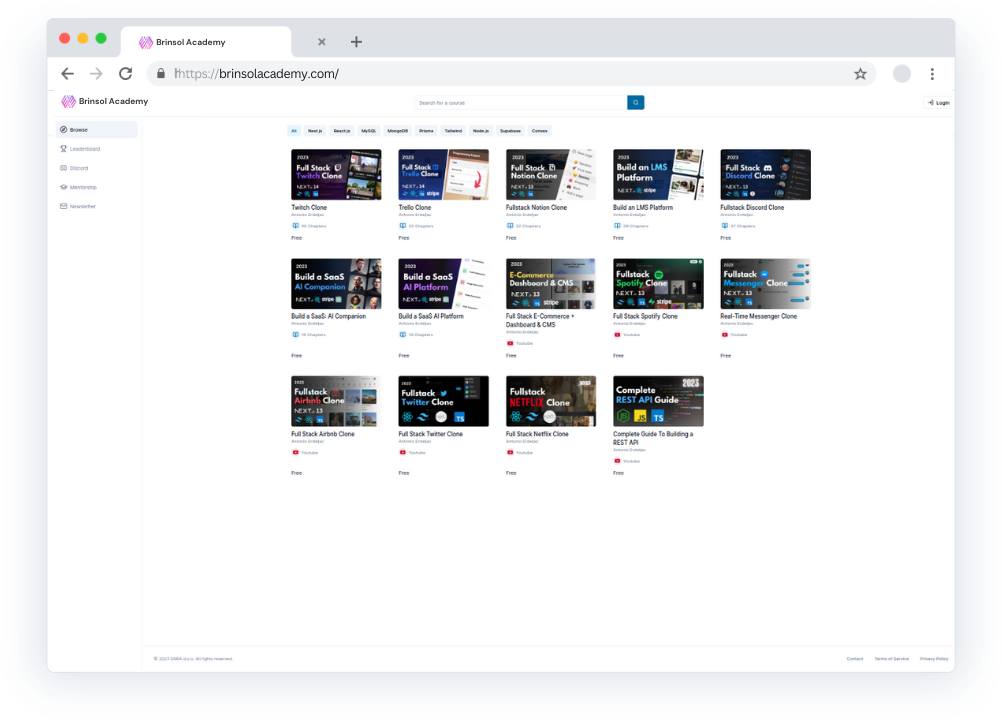 Brinsol Academy
https://brinsolacademy.com/
Brinsol Academy
Search for a course
Login
Browse
Leaderboard
Discord
Mentorship
Newsletter
All Next.js React.js MySQL MongoDB Prisma Tailwind Node.js Supabase Convex
2023
Full Stack
Twitch Clone
NEXT.JS 14
2023
Full Stack
Trello Clone
NEXT.JS 14
stripe
2023
Full Stack
Notion Clone
NEXT.JS 13
2023
Build an LMS
Platform
NEXT.JS 13
stripe
2023
Full Stack
Discord Clone
NEXT.JS 13
Twitch Clone
Antonio Erdeljac
Chapters
Free
Trello Clone
Antonio Erdeljac
Chapters
Free
Fullstack Notion Clone
Antonio Erdeljac
Chapters
Free
Build an LMS Platform
Antonio Erdeljac
Chapters
Free
Fullstack Discord Clone
Antonio Erdeljac
Chapters
Free
2023
Build a SaaS
AI Companion
NEXT.JS
stripe
2023
Build a SaaS
AI Platform
NEXT.JS
stripe
2023
E-Commerce
Dashboard & CMS
NEXT.JS 13
stripe
Fullstack
Spotify Clone
NEXT.JS 13
stripe
2023
Fullstack
Messenger Clone
NEXT.JS 13
Build a SaaS: AI Companion
Antonio Erdeljac
Chapters
Free
Build a SaaS AI Platform
Antonio Erdeljac
Chapters
Free
Full Stack E-Commerce +
Dashboard & CMS
Antonio Erdeljac
Youtube
Free
Full Stack Spotify Clone
Antonio Erdeljac
Youtube
Free
Real-Time Messenger Clone
Antonio Erdeljac
Youtube
Free
2023
Fullstack
Airbnb Clone
NEXT.JS 13
2023
Fullstack
Twitter Clone
TS
2023
Fullstack
NETFLIX Clone
2023
Complete
REST API Guide
JS TS
Full Stack Airbnb Clone
Antonio Erdeljac
Youtube
Free
Full Stack Twitter Clone
Antonio Erdeljac
Youtube
Free
Full Stack Netflix Clone
Antonio Erdeljac
Youtube
Free
Complete Guide To Building a
REST API
Antonio Erdeljac
Youtube
Free
All rights reserved.
Contact Terms of Service Privacy Policy